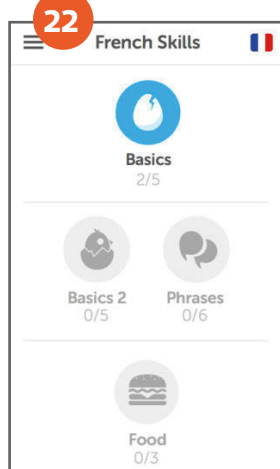 22
French Skills
Basics
2/5
Basics 2 Phrases
0/5 0/6
Food
0/3